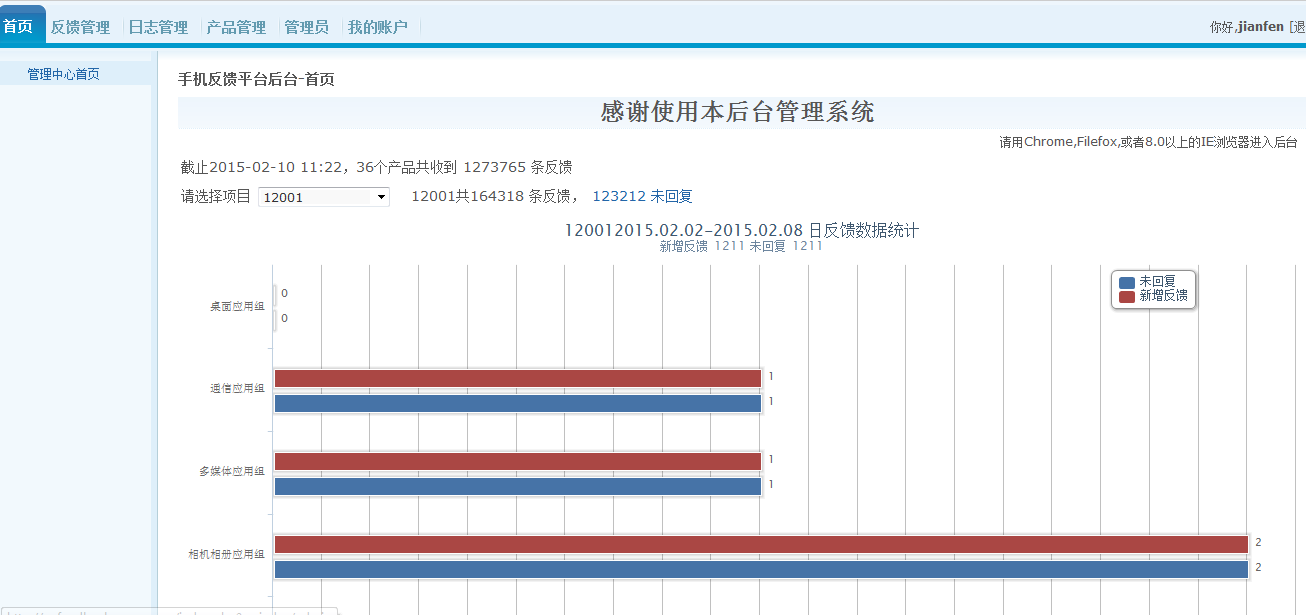 首页 反馈管理 日志管理 产品管理 管理员 我的账户
你好,jianfen [退
管理中心首页
手机反馈平台后台-首页
感谢使用本后台管理系统
请用Chrome,Filefox,或者8.0以上的IE浏览器进入后台
截止2015-02-10 11:22，36个产品共收到 1273765 条反馈
请选择项目 12001 12001共164318 条反馈， 123212 未回复
120012015.02.02-2015.02.08 日反馈数据统计
新增反馈 1211 未回复 1211
未回复
新增反馈
桌面应用组
0
0
通信应用组
1
1
多媒体应用组
1
1
相机相册应用组
2
2